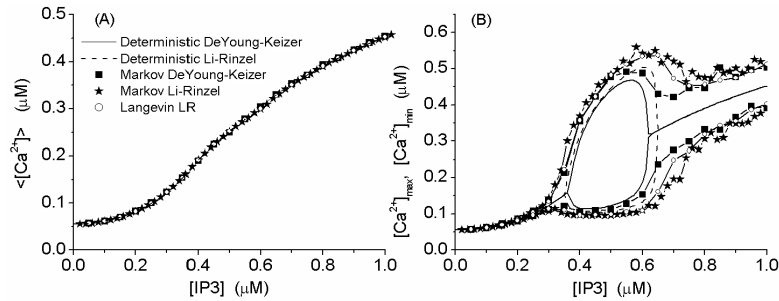 (A)
Deterministic DeYoung-Keizer
Deterministic Li-Rinzel
Markov DeYoung-Keizer
Markov Li-Rinzel
Langevin LR
<[Ca2+]> (μM)
0.5
0.4
0.3
0.2
0.1
0.0
0.0 0.2 0.4 0.6 0.8 1.0
[IP3] (μM)
(B)
[Ca2+]max, [Ca2+]min (μM)
0.6
0.5
0.4
0.3
0.2
0.1
0.0
0.0 0.2 0.4 0.6 0.8 1.0
[IP3] (μM)